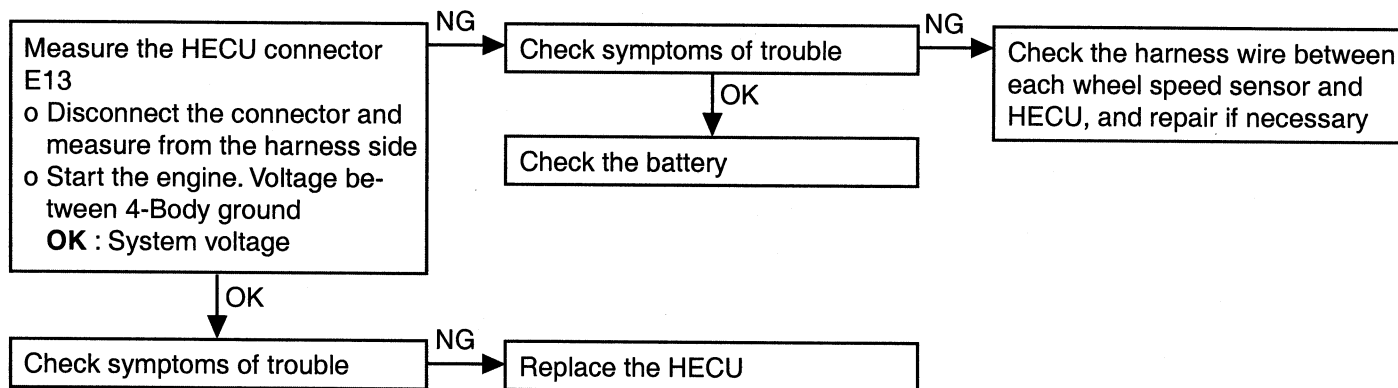 Measure the HECU connector
E13
o Disconnect the connector and
measure from the harness side
o Start the engine. Voltage be-
tween 4-Body ground
OK : System voltage
NG
Check symptoms of trouble
NG
Check the harness wire between
each wheel speed sensor and
HECU, and repair if necessary
OK
Check the battery
OK
Check symptoms of trouble
NG
Replace the HECU